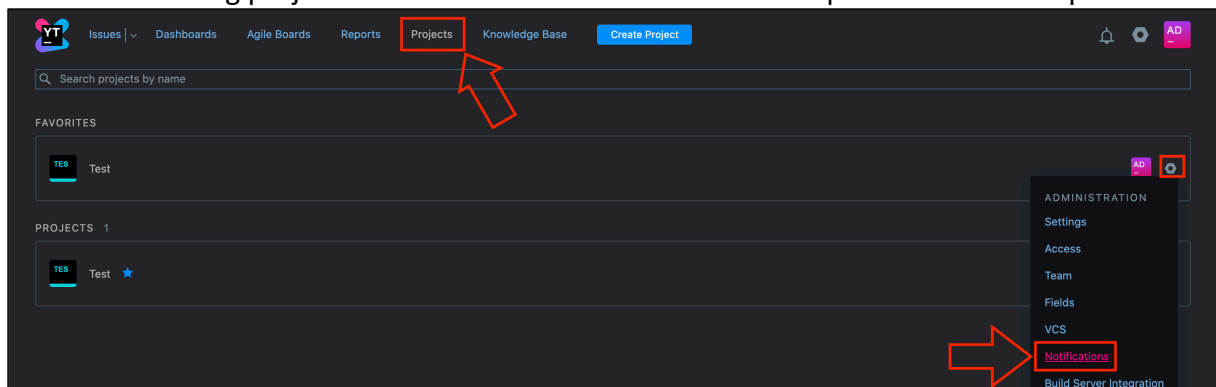 YT Issues | Dashboards Agile Boards Reports Projects Knowledge Base Create Project AD
Search projects by name
FAVORITES
TES Test AD
ADMINISTRATION
Settings
PROJECTS 1
Access
TES Test
Team
Fields
VCS
Notifications
Build Server Integration